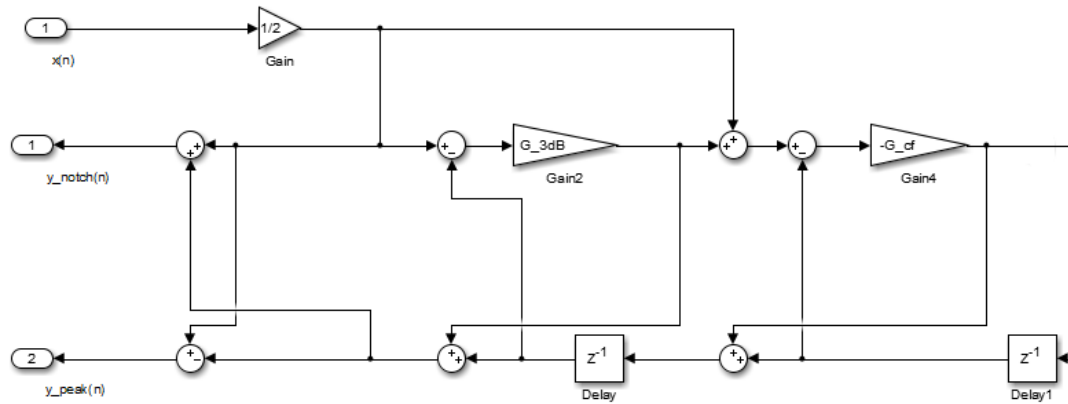 1
1/2
x(n)
Gain
+ +
+ −
+ +
+ −
1
G_3dB
-G_cf
y_notch(n)
Gain2
Gain4
+ −
+ +
+ +
2
z-1
z-1
y_peak(n)
Delay
Delay1